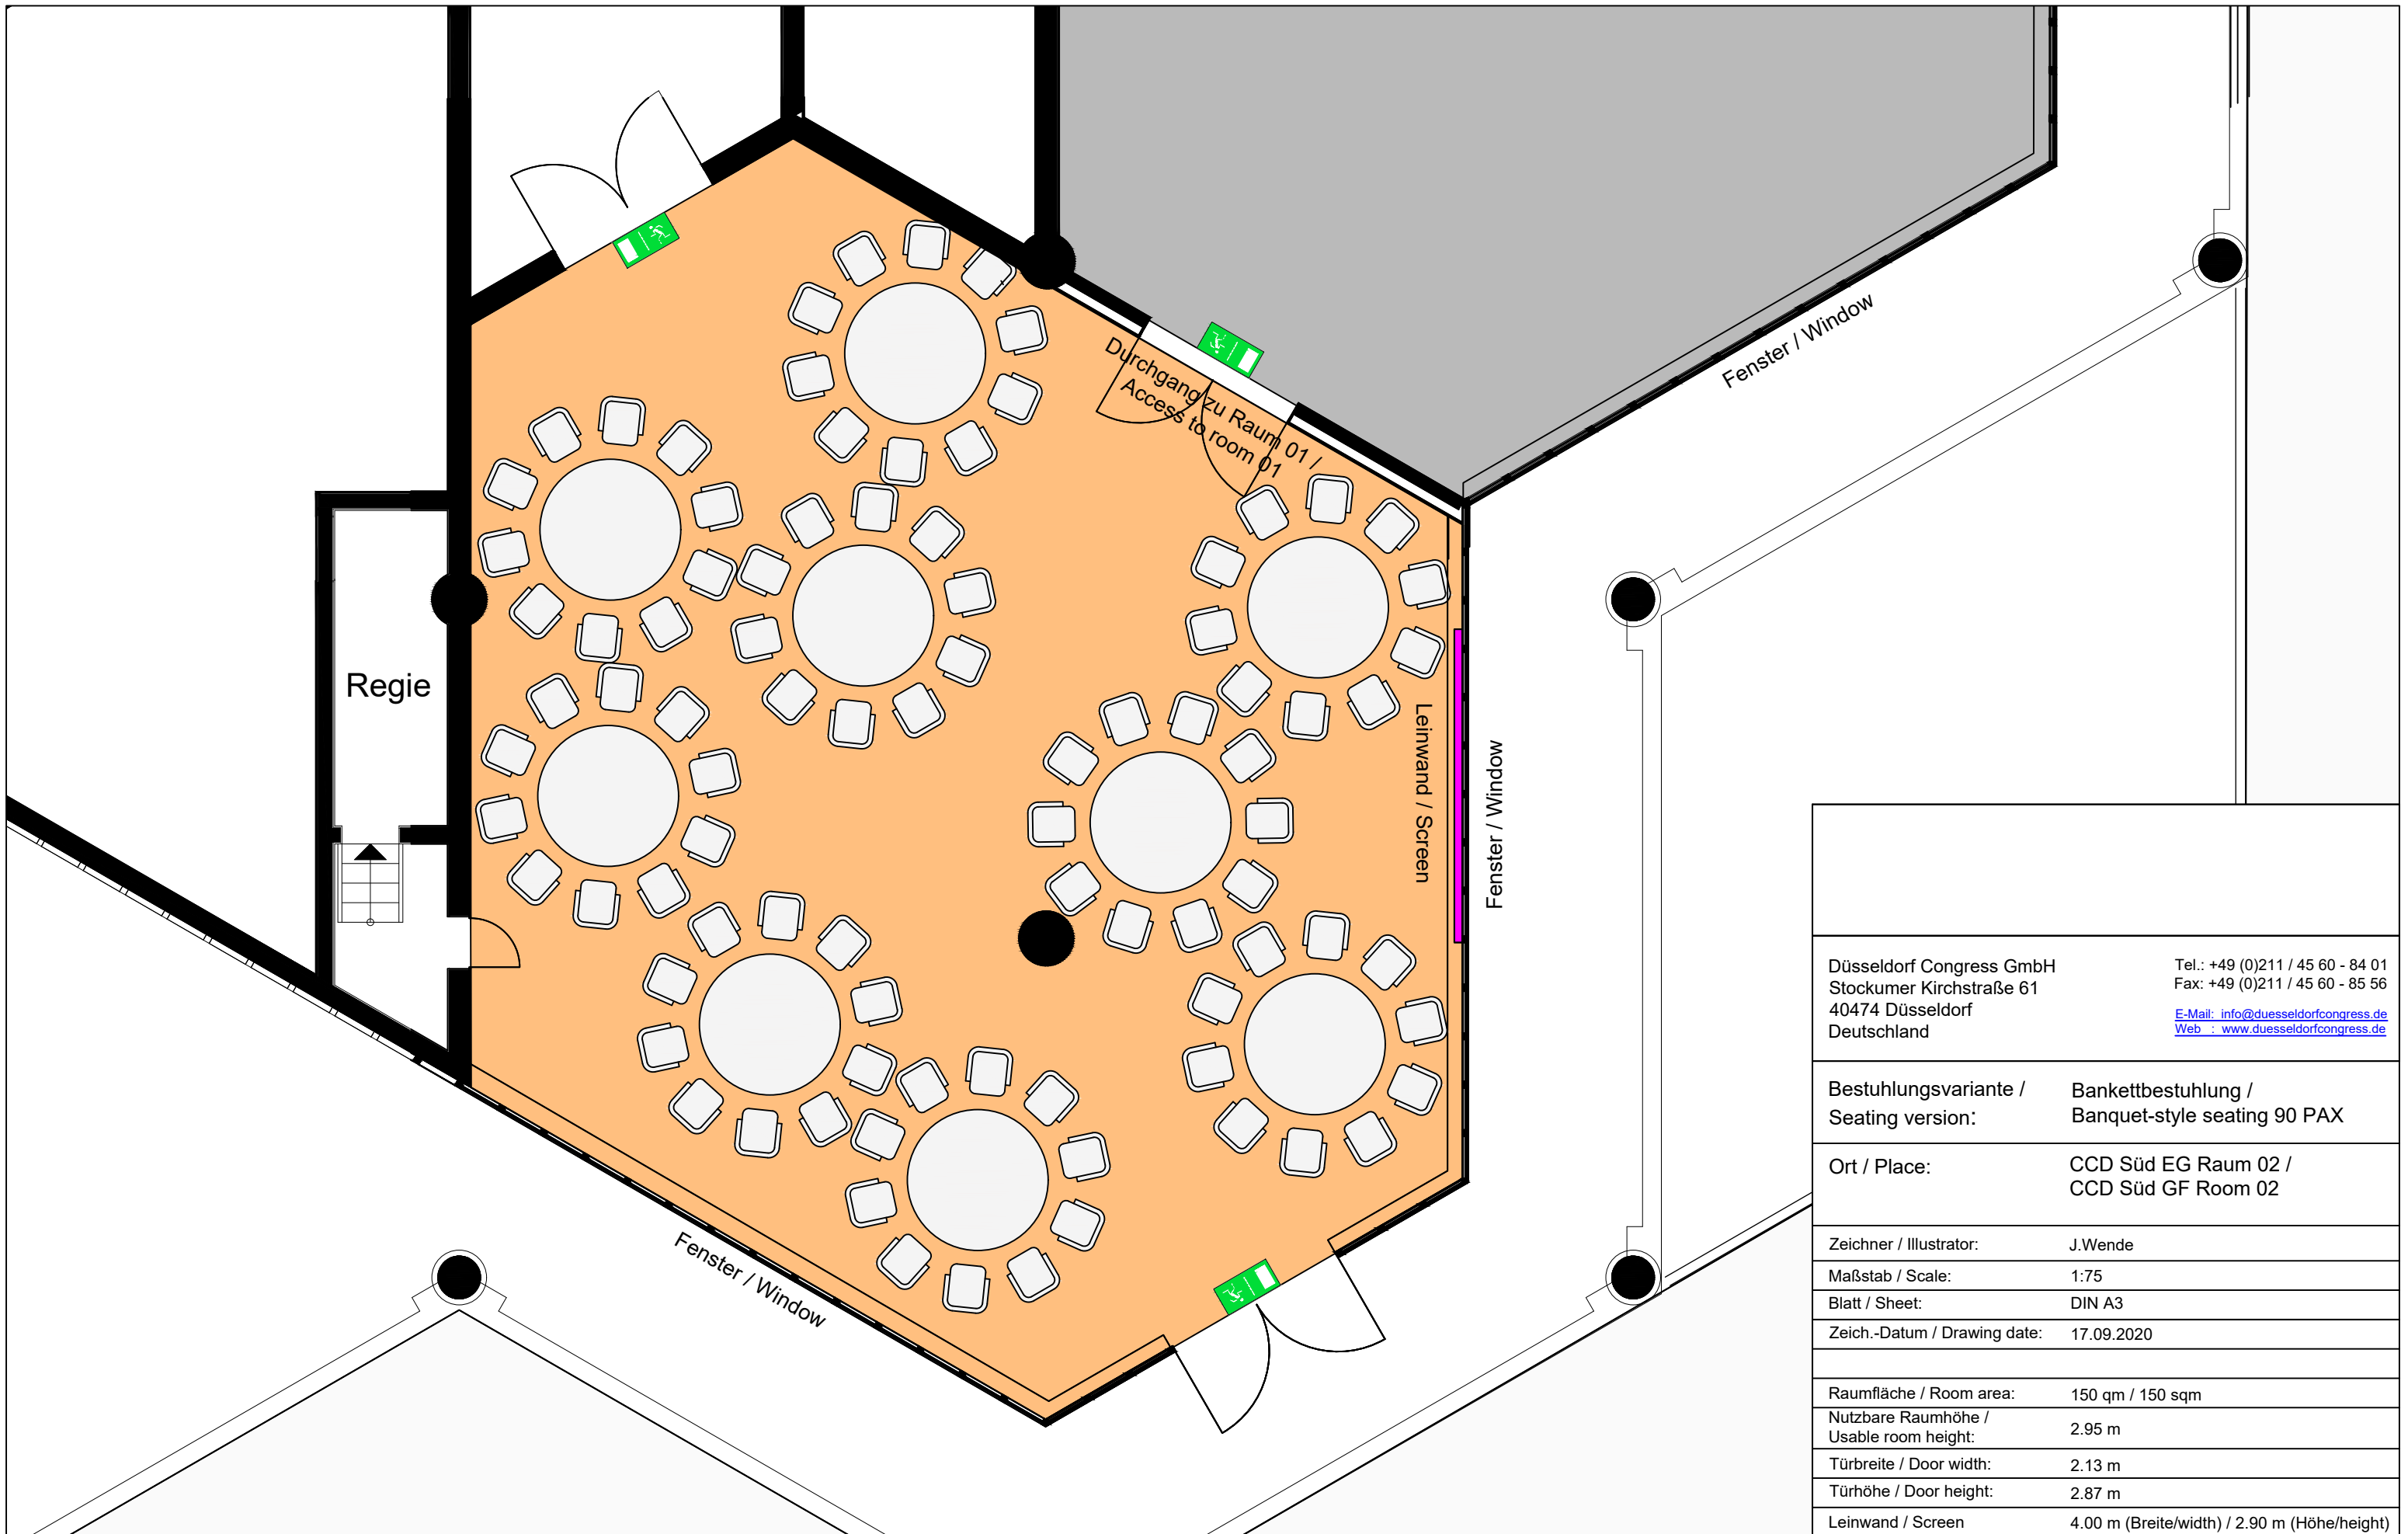 Durchgang zu Raum 01 /
Access to room 01
Fenster / Window
Regie
Leinwand / Screen
Fenster / Window
Fenster / Window
Düsseldorf Congress GmbH
Stockumer Kirchstraße 61
40474 Düsseldorf
Deutschland
Tel.: +49 (0)211 / 45 60 - 84 01
Fax: +49 (0)211 / 45 60 - 85 56
E-Mail: info@duesseldorfcongress.de
Web : www.duesseldorfcongress.de
Bestuhlungsvariante / Bankettbestuhlung /
Seating version: Banquet-style seating 90 PAX
Ort / Place: CCD Süd EG Raum 02 /
CCD Süd GF Room 02
Zeichner / Illustrator: J.Wende
Maßstab / Scale: 1:75
Blatt / Sheet: DIN A3
Zeich.-Datum / Drawing date: 17.09.2020
Raumfläche / Room area: 150 qm / 150 sqm
Nutzbare Raumhöhe /
Usable room height: 2.95 m
Türbreite / Door width: 2.13 m
Türhöhe / Door height: 2.87 m
Leinwand / Screen 4.00 m (Breite/width) / 2.90 m (Höhe/height)